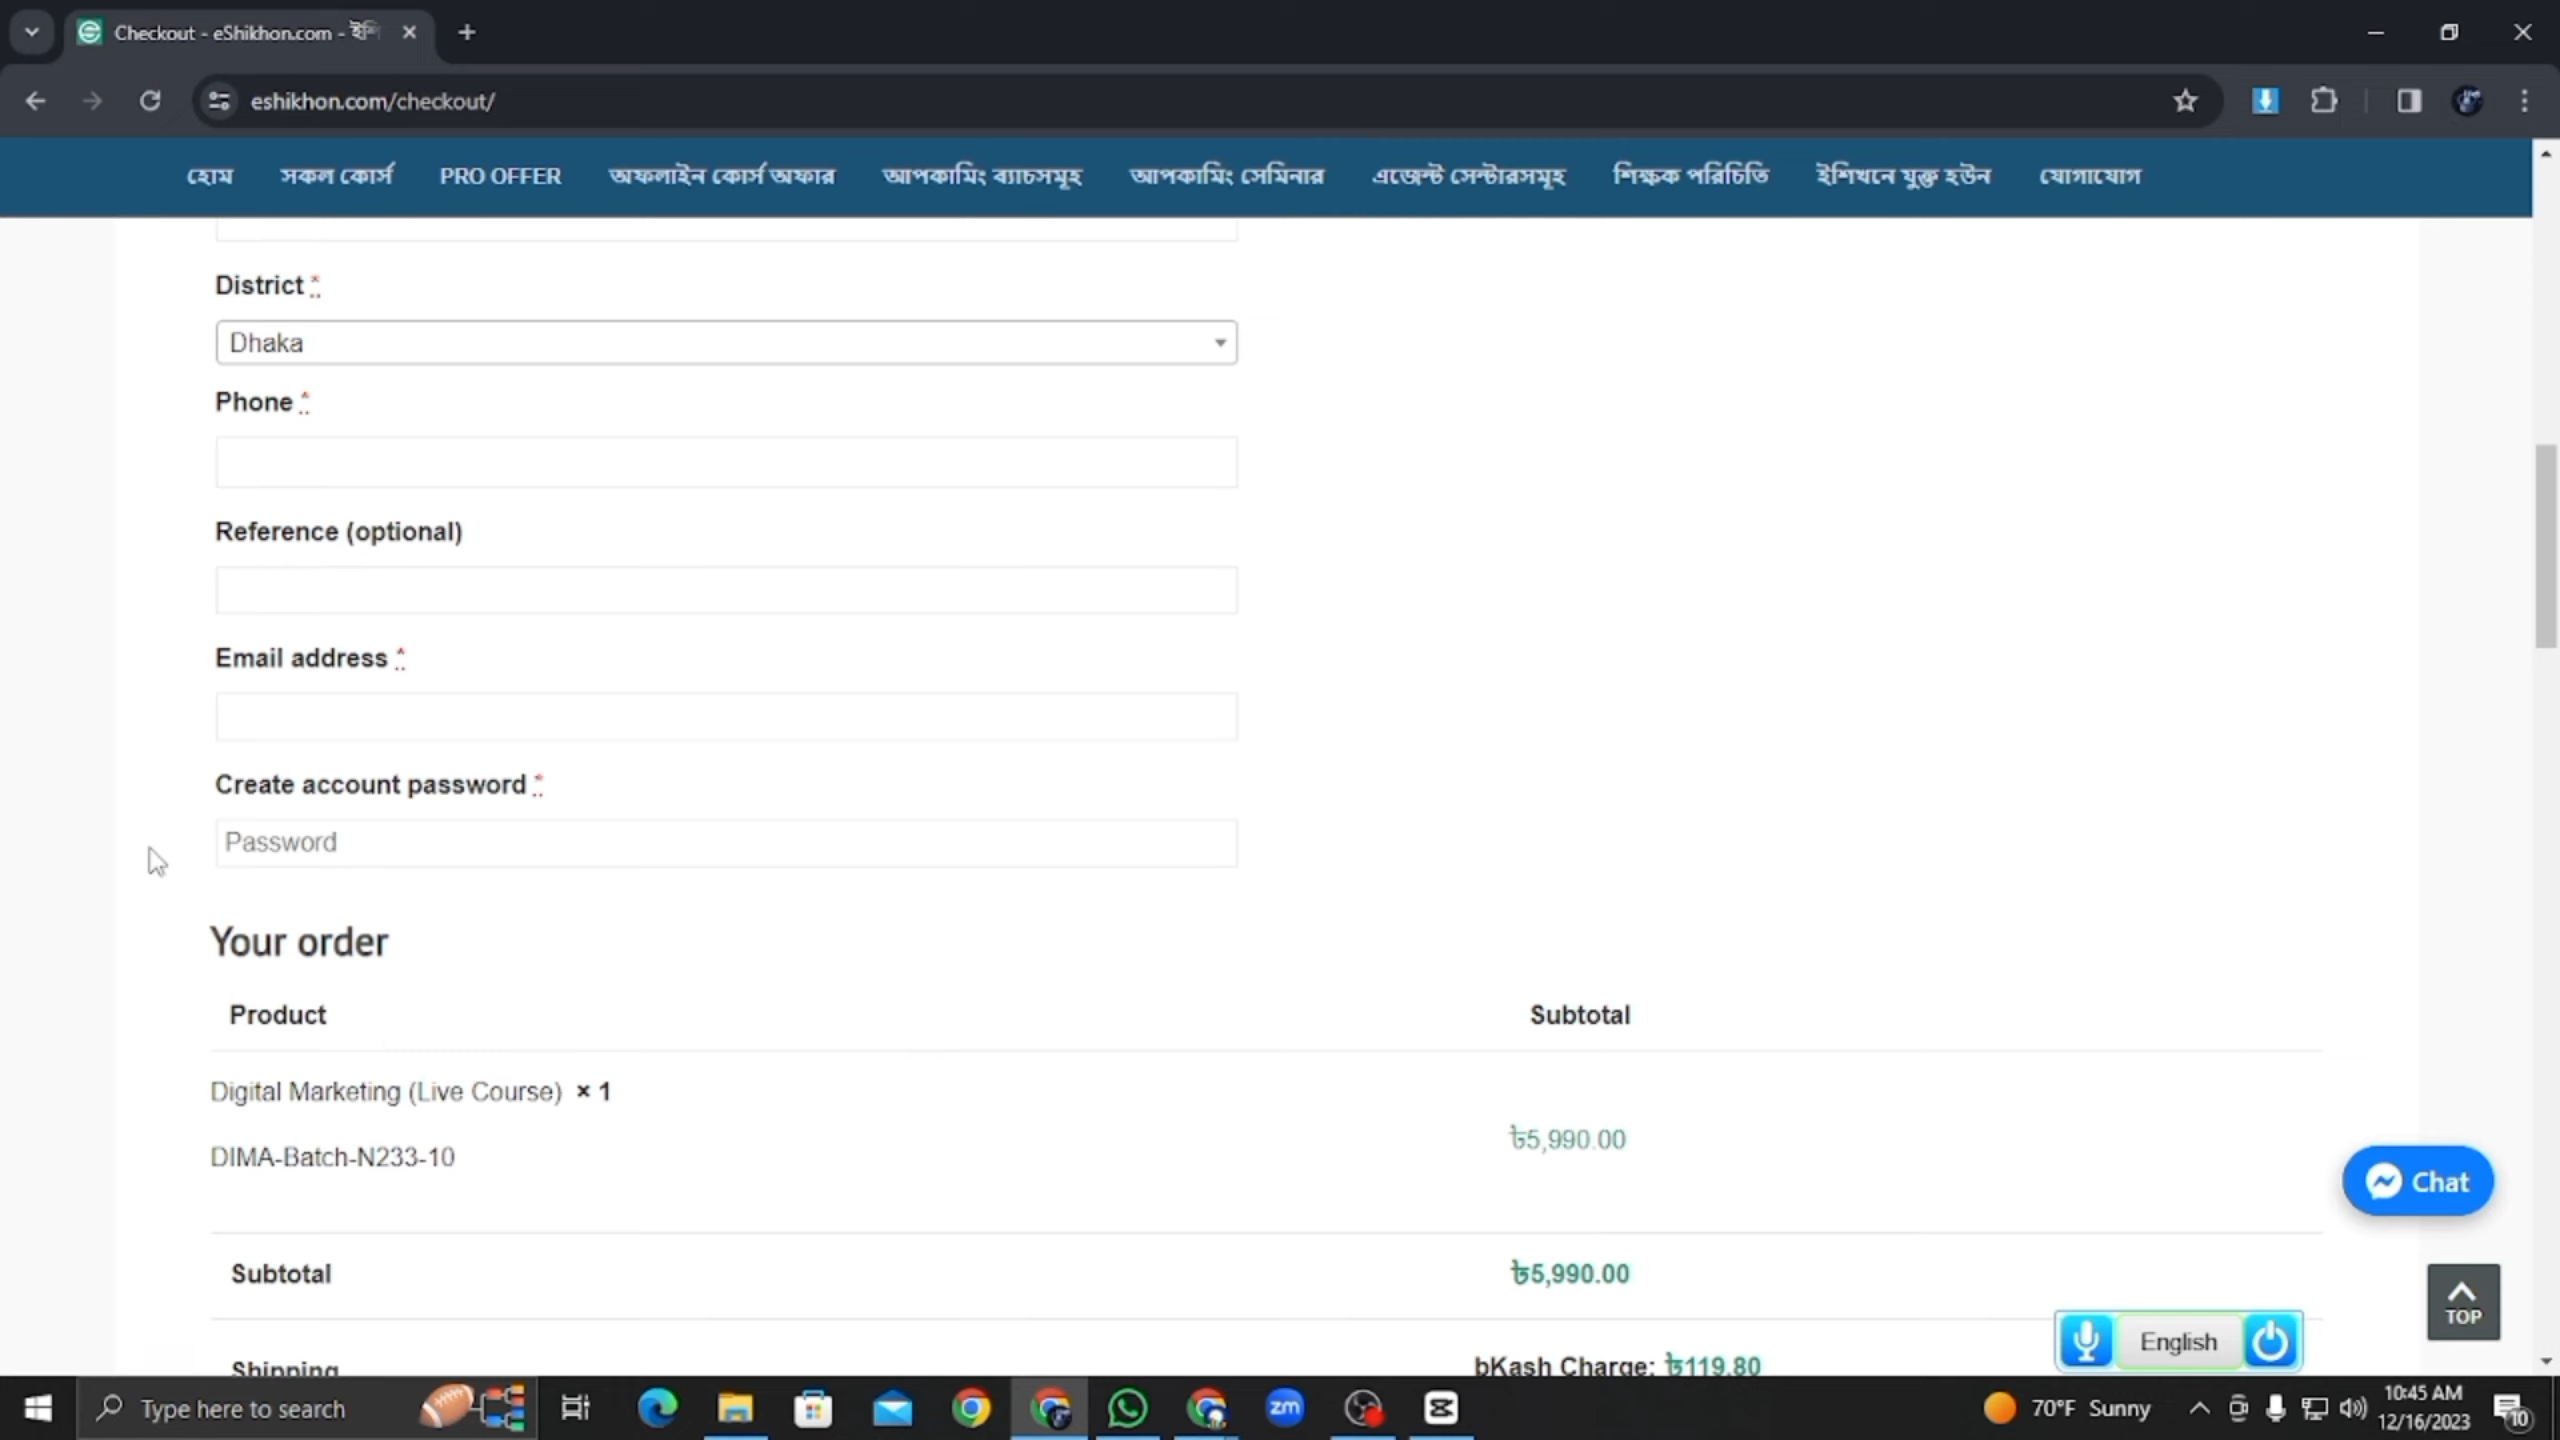 Checkout - eShikhon.com - ইশি
eshikhon.com/checkout/
হোম সকল কোর্স PRO OFFER অফলাইন কোর্স অফার আপকামিং ব্যাচসমূহ আপকামিং সেমিনার এজেন্ট সেন্টারসমূহ শিক্ষক পরিচিতি ইশিখনে যুক্ত হউন যোগাযোগ
District *
Dhaka
Phone *
Reference (optional)
Email address *
Create account password *
Password
Your order
Product Subtotal
Digital Marketing (Live Course) × 1
৳5,990.00
DIMA-Batch-N233-10
Chat
Subtotal ৳5,990.00
TOP
English
Shipping bKash Charge: ৳119.80
Type here to search zm 70°F Sunny 10:45 AM
12/16/2023 10